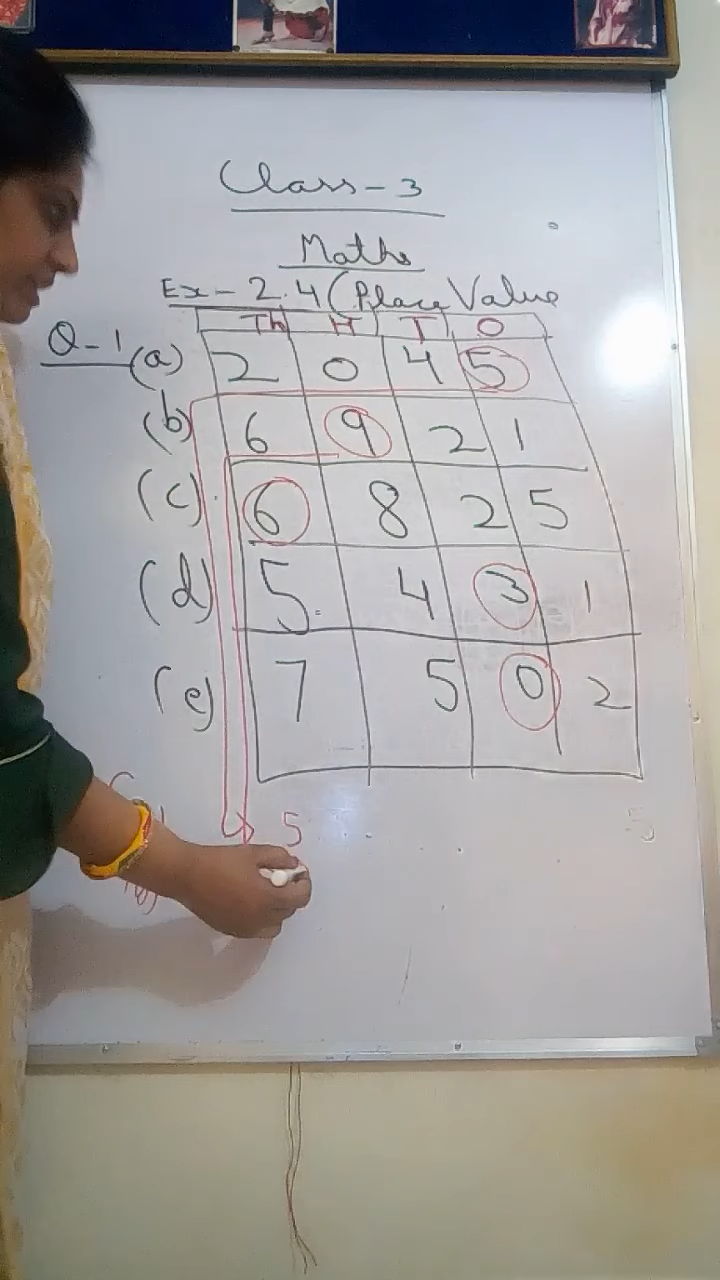 Class-3
Maths
Ex-2.4 (Place Value
Th H T O
Q-1 (a) 2 0 4 5
(b) 6 9 2 1
(c) 6 8 2 5
(d) 5 4 3 1
(e) 7 5 0 2
5